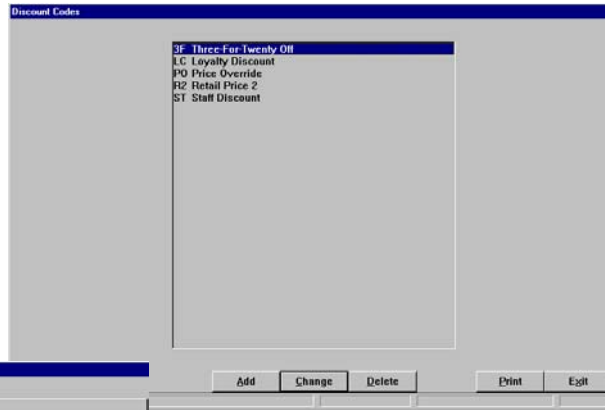 Discount Codes
3F Three-For-Twenty Off
LC Loyalty Discount
PO Price Override
R2 Retail Price 2
ST Staff Discount
Add Change Delete Print Exit